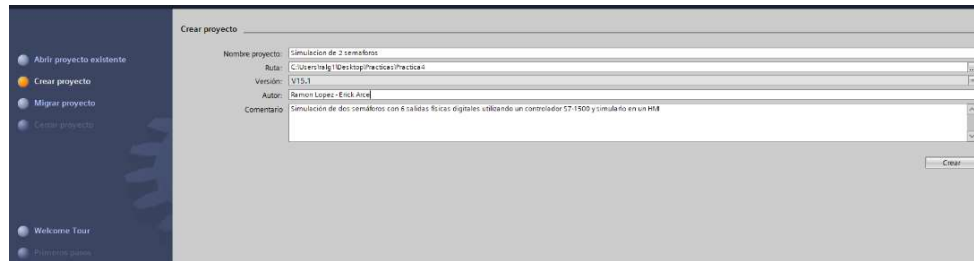 Crear proyecto
Abrir proyecto existente
Crear proyecto
Migrar proyecto
Cerrar proyecto
Welcome Tour
Primeros pasos
Nombre proyecto: Simulacion de 2 semaforos
Ruta: C:\Users\ralg1\Desktop\Practicas\Practica4
Versión: V15.1
Autor: Ramon Lopez - Erick Arce
Comentario Simulación de dos semáforos con 6 salidas físicas digitales utilizando un controlador S7-1500 y simularlo en un HMI
Crear